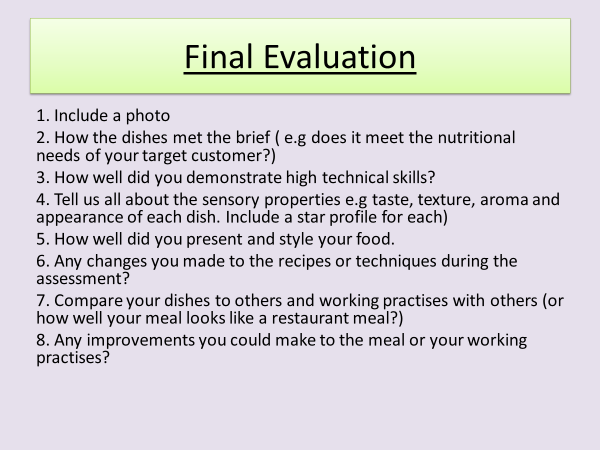 Final Evaluation
1. Include a photo
2. How the dishes met the brief ( e.g does it meet the nutritional
needs of your target customer?)
3. How well did you demonstrate high technical skills?
4. Tell us all about the sensory properties e.g taste, texture, aroma and
appearance of each dish. Include a star profile for each)
5. How well did you present and style your food.
6. Any changes you made to the recipes or techniques during the
assessment?
7. Compare your dishes to others and working practises with others (or
how well your meal looks like a restaurant meal?)
8. Any improvements you could make to the meal or your working
practises?